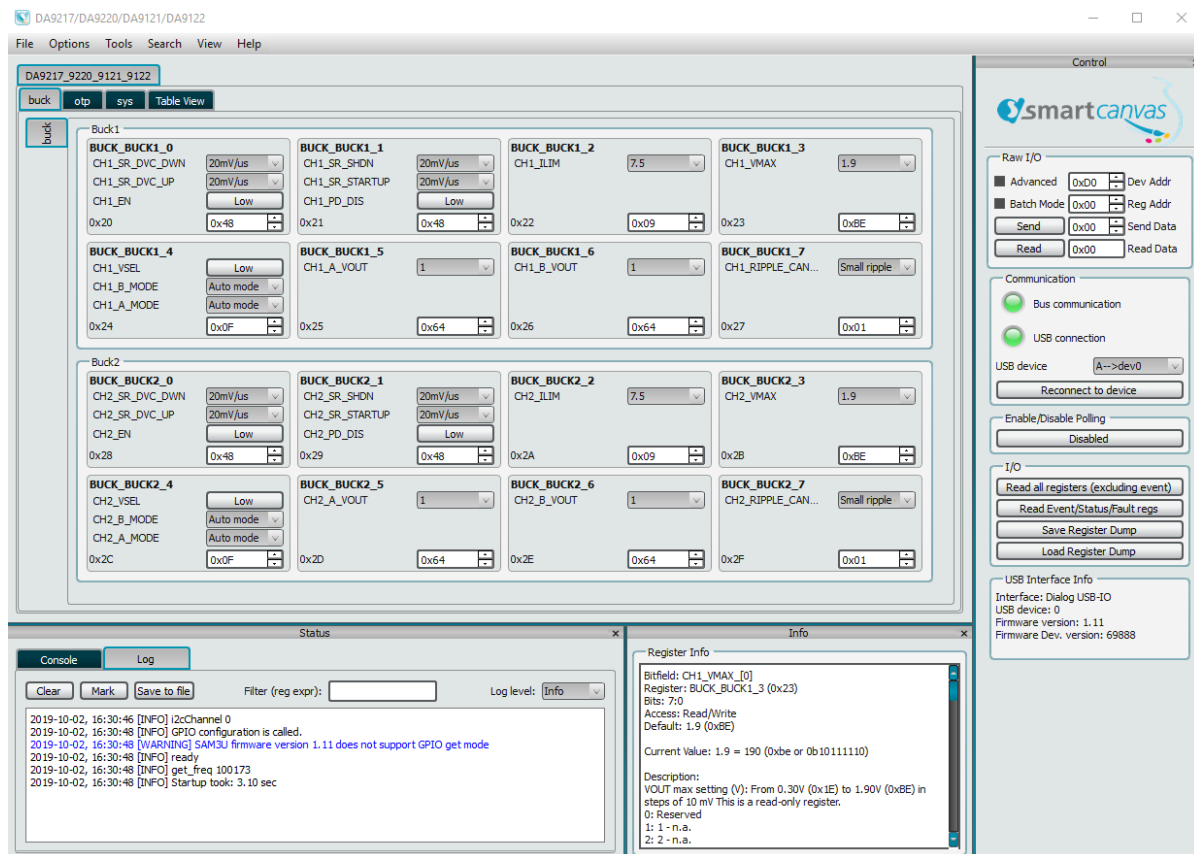 DA9217/DA9220/DA9121/DA9122
File Options Tools Search View Help
DA9217_9220_9121_9122
buck otp sys Table View
buck
Buck1
BUCK_BUCK1_0
CH1_SR_DVC_DWN 20mV/us
CH1_SR_DVC_UP 20mV/us
CH1_EN Low
0x20 0x48
BUCK_BUCK1_1
CH1_SR_SHDN 20mV/us
CH1_SR_STARTUP 20mV/us
CH1_PD_DIS Low
0x21 0x48
BUCK_BUCK1_2
CH1_ILIM 7.5
0x22 0x09
BUCK_BUCK1_3
CH1_VMAX 1.9
0x23 0xBE
BUCK_BUCK1_4
CH1_VSEL Low
CH1_B_MODE Auto mode
CH1_A_MODE Auto mode
0x24 0x0F
BUCK_BUCK1_5
CH1_A_VOUT 1
0x25 0x64
BUCK_BUCK1_6
CH1_B_VOUT 1
0x26 0x64
BUCK_BUCK1_7
CH1_RIPPLE_CAN... Small ripple
0x27 0x01
Buck2
BUCK_BUCK2_0
CH2_SR_DVC_DWN 20mV/us
CH2_SR_DVC_UP 20mV/us
CH2_EN Low
0x28 0x48
BUCK_BUCK2_1
CH2_SR_SHDN 20mV/us
CH2_SR_STARTUP 20mV/us
CH2_PD_DIS Low
0x29 0x48
BUCK_BUCK2_2
CH2_ILIM 7.5
0x2A 0x09
BUCK_BUCK2_3
CH2_VMAX 1.9
0x2B 0xBE
BUCK_BUCK2_4
CH2_VSEL Low
CH2_B_MODE Auto mode
CH2_A_MODE Auto mode
0x2C 0x0F
BUCK_BUCK2_5
CH2_A_VOUT 1
0x2D 0x64
BUCK_BUCK2_6
CH2_B_VOUT 1
0x2E 0x64
BUCK_BUCK2_7
CH2_RIPPLE_CAN... Small ripple
0x2F 0x01
Status
Console Log
Clear Mark Save to file Filter (reg expr): Log level: Info
2019-10-02, 16:30:46 [INFO] i2cChannel 0
2019-10-02, 16:30:48 [INFO] GPIO configuration is called.
2019-10-02, 16:30:48 [WARNING] SAM3U firmware version 1.11 does not support GPIO get mode
2019-10-02, 16:30:48 [INFO] ready
2019-10-02, 16:30:48 [INFO] get_freq 100173
2019-10-02, 16:30:48 [INFO] Startup took: 3.10 sec
Info
Register Info
Bitfield: CH1_VMAX_[0]
Register: BUCK_BUCK1_3 (0x23)
Bits: 7:0
Access: Read/Write
Default: 1.9 (0xBE)
Current Value: 1.9 = 190 (0xbe or 0b10111110)
Description:
VOUT max setting (V): From 0.30V (0x1E) to 1.90V (0xBE) in
steps of 10 mV This is a read-only register.
0: Reserved
1: 1 - n.a.
2: 2 - n.a.
Control
smartcanvas
Raw I/O
Advanced 0xD0 Dev Addr
Batch Mode 0x00 Reg Addr
Send 0x00 Send Data
Read 0x00 Read Data
Communication
Bus communication
USB connection
USB device A-->dev0
Reconnect to device
Enable/Disable Polling
Disabled
I/O
Read all registers (excluding event)
Read Event/Status/Fault regs
Save Register Dump
Load Register Dump
USB Interface Info
Interface: Dialog USB-IO
USB device: 0
Firmware version: 1.11
Firmware Dev. version: 69888